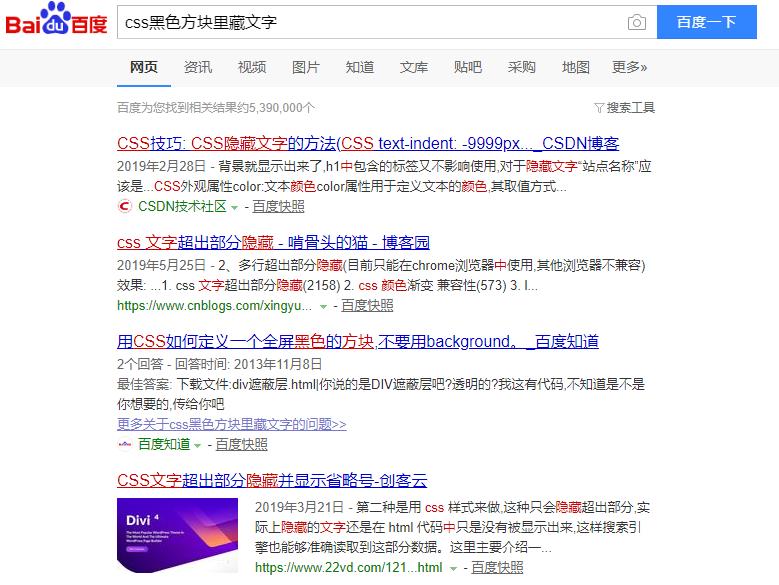 Bai du 百度
css黑色方块里藏文字
百度一下
网页 资讯 视频 图片 知道 文库 贴吧 采购 地图 更多»
百度为您找到相关结果约5,390,000个 搜索工具
CSS技巧: CSS隐藏文字的方法(CSS text-indent: -9999px..._CSDN博客
2019年2月28日 - 背景就显示出来了,h1中包含的标签又不影响使用,对于隐藏文字“站点名称”应
该是...CSS外观属性color:文本颜色color属性用于定义文本的颜色,其取值方式...
CSDN技术社区 - 百度快照
css 文字超出部分隐藏 - 啃骨头的猫 - 博客园
2019年5月25日 - 2、多行超出部分隐藏(目前只能在chrome浏览器中使用,其他浏览器不兼容)
效果: ...1. css 文字超出部分隐藏(2158) 2. css 颜色渐变 兼容性(573) 3. l...
https://www.cnblogs.com/xingyu... - 百度快照
用CSS如何定义一个全屏黑色的方块,不要用background。_百度知道
2个回答 - 回答时间: 2013年11月8日
最佳答案: 下载文件:div遮蔽层.html|你说的是DIV遮蔽层吧?透明的?我这有代码,不知道是不是
你想要的,传给你吧
更多关于css黑色方块里藏文字的问题>>
百度知道 - 百度快照
CSS文字超出部分隐藏并显示省略号-创客云
Divi 4
2019年3月21日 - 第二种是用 css 样式来做,这种只会隐藏超出部分,实
际上隐藏的文字还是在 html 代码中只是没有被显示出来,这样搜索引
擎也能够准确读取到这部分数据。这里主要介绍一...
https://www.22vd.com/121...html - 百度快照